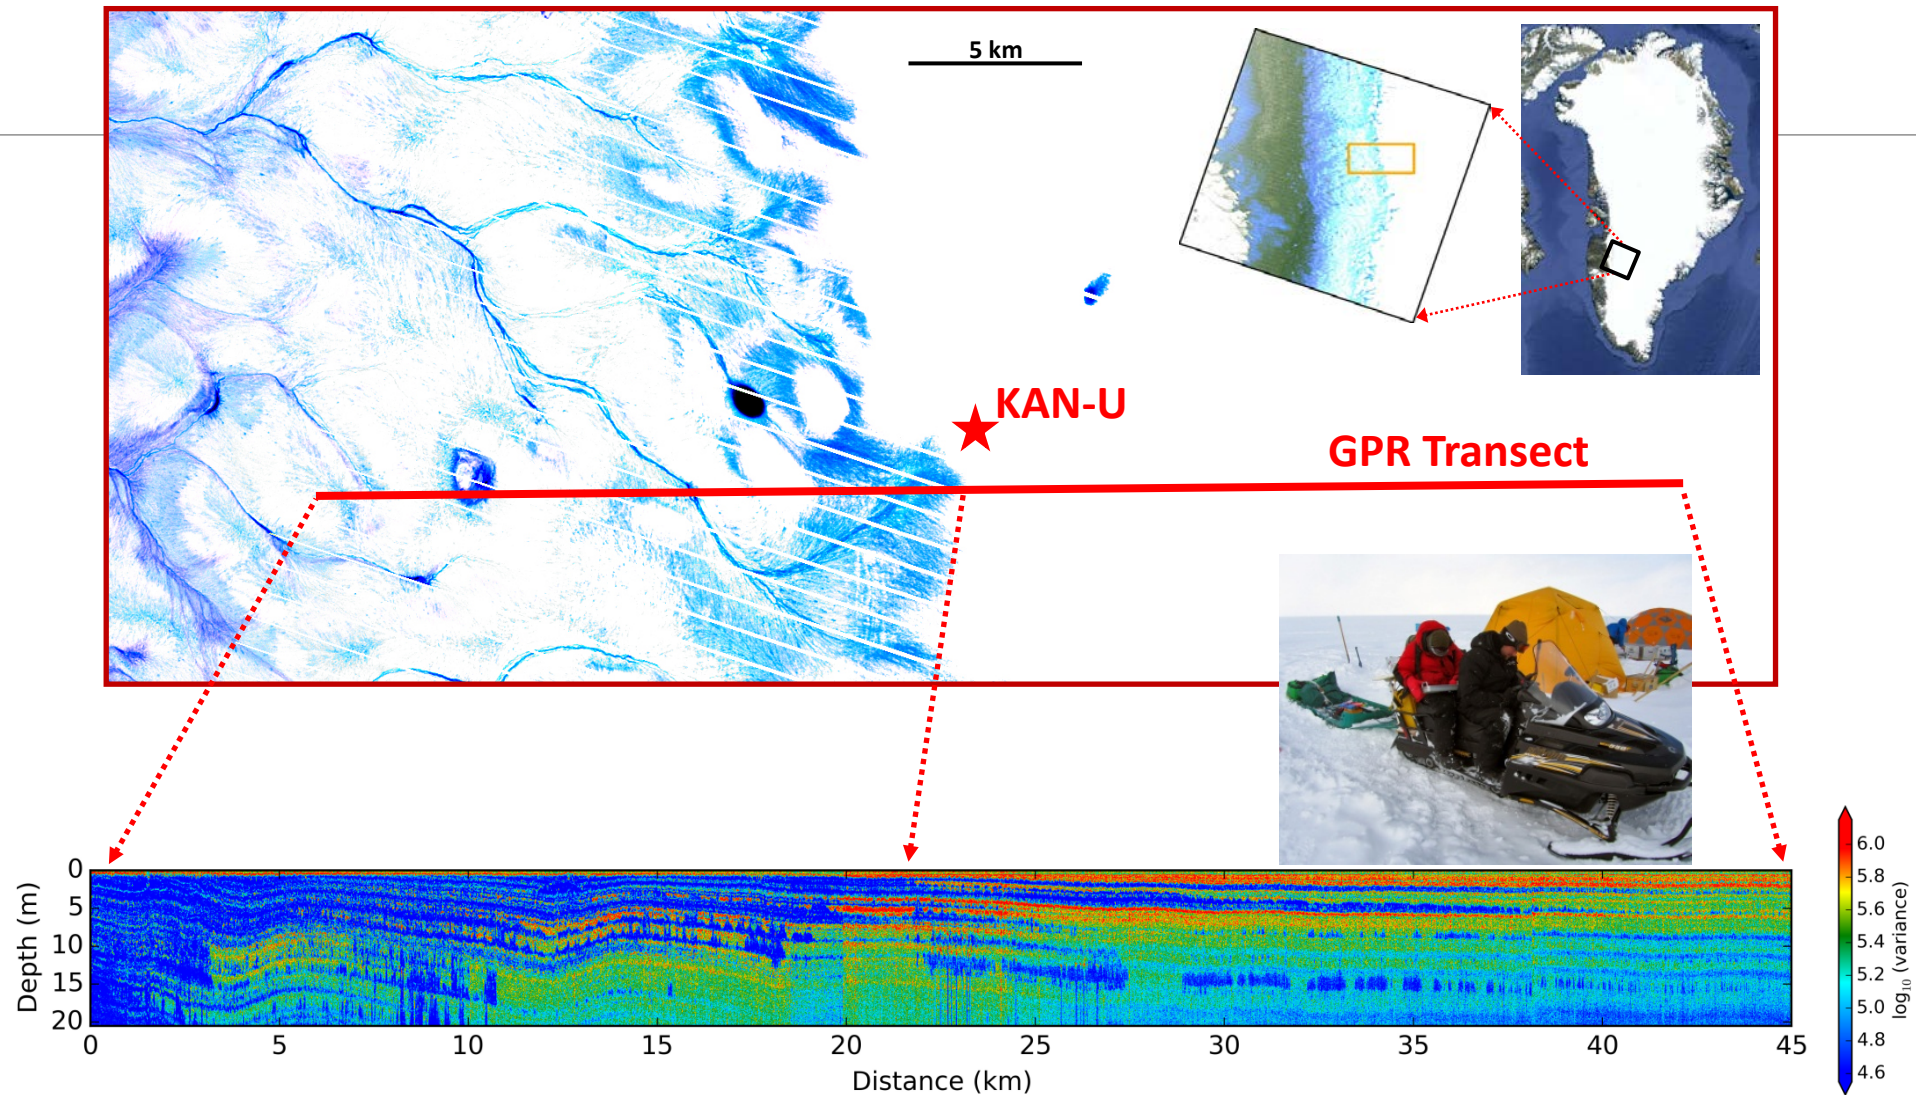 5 km
KAN-U
GPR Transect
0
5
10
15
20
Depth (m)
0 5 10 15 20 25 30 35 40 45
Distance (km)
6.0
5.8
5.6
5.4
5.2
5.0
4.8
4.6
log₁₀ (variance)